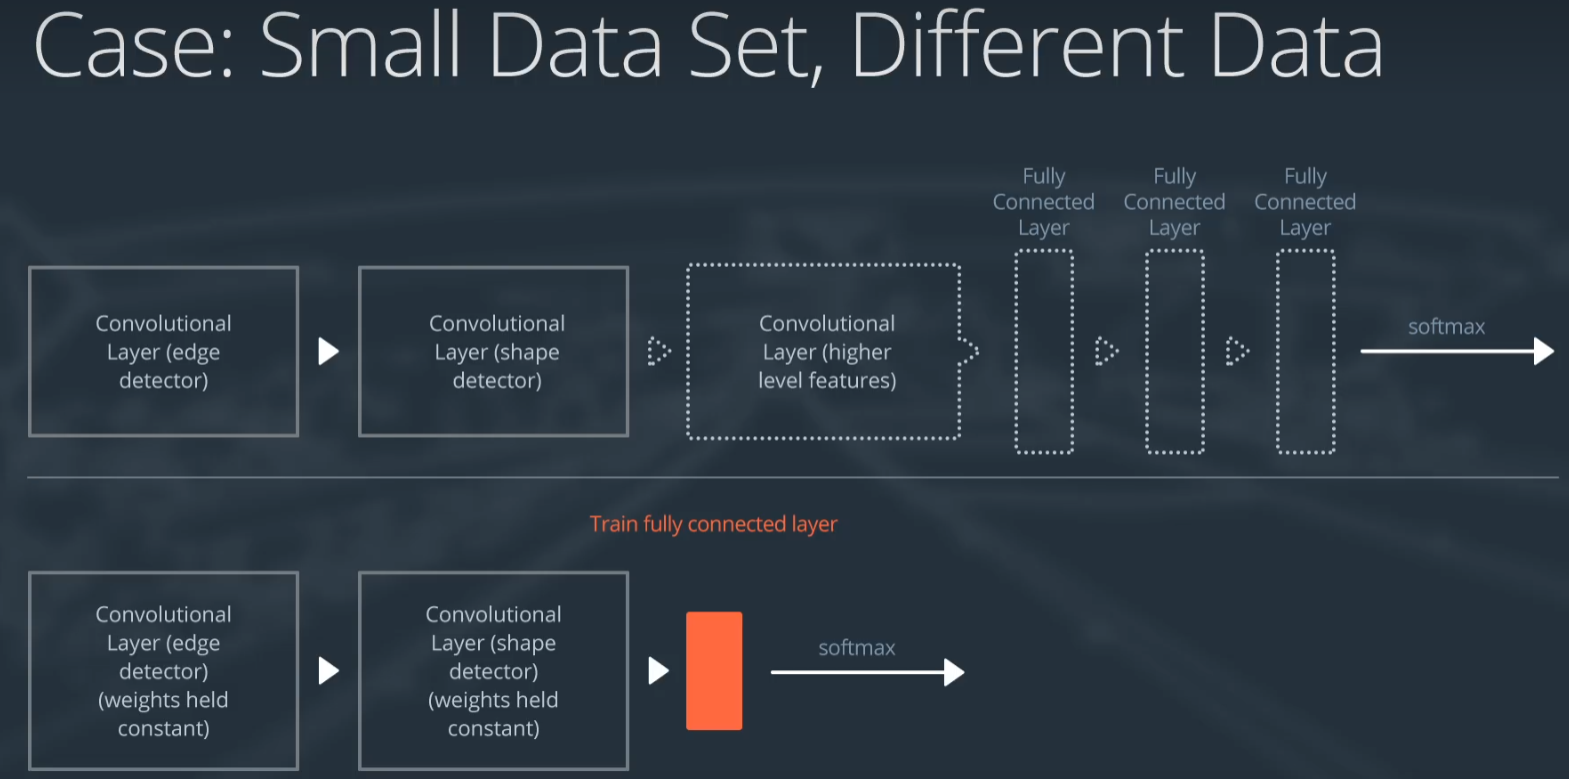 Case: Small Data Set, Different Data
Fully
Connected
Layer
Fully
Connected
Layer
Fully
Connected
Layer
Convolutional
Layer (edge
detector)
Convolutional
Layer (shape
detector)
Convolutional
Layer (higher
level features)
softmax
Train fully connected layer
Convolutional
Layer (edge
detector)
(weights held
constant)
Convolutional
Layer (shape
detector)
(weights held
constant)
softmax